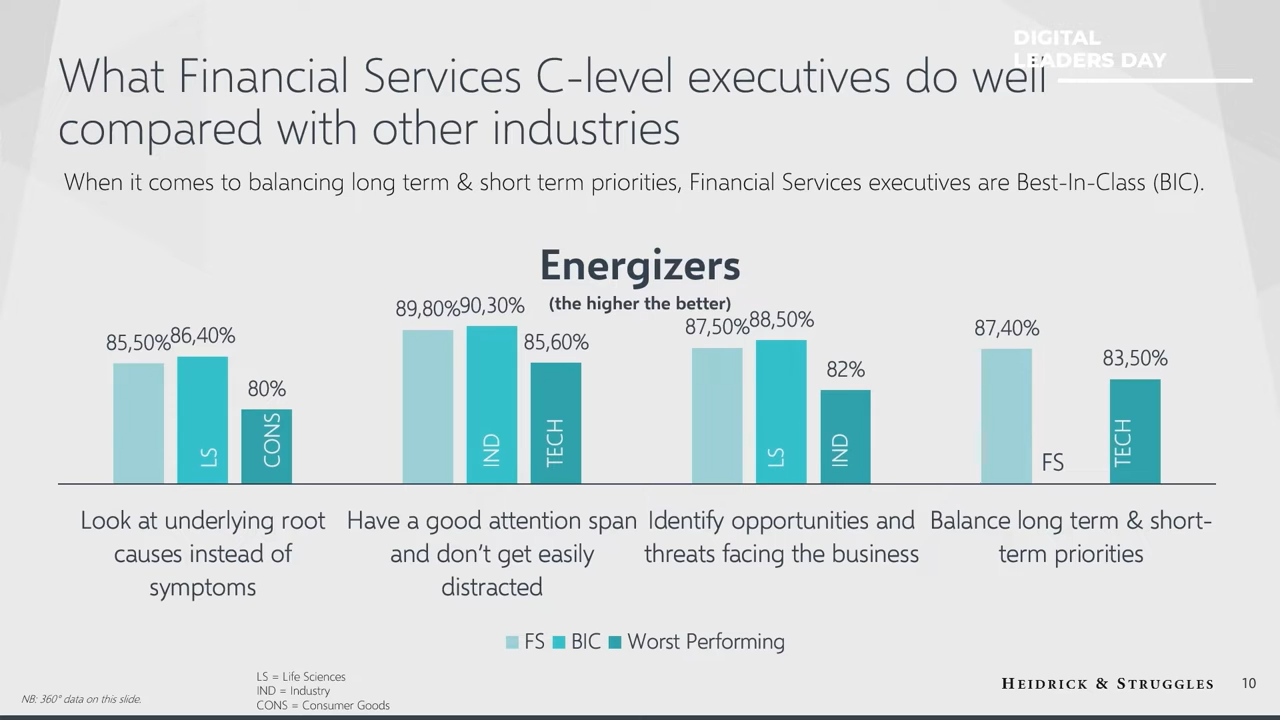 DIGITAL
LEADERS DAY
What Financial Services C-level executives do well
compared with other industries
When it comes to balancing long term & short term priorities, Financial Services executives are Best-In-Class (BIC).
Energizers
(the higher the better)
85,50% 86,40% 80%
LS CONS
89,80% 90,30% 85,60%
IND TECH
87,50% 88,50% 82%
LS IND
87,40% 83,50%
FS TECH
Look at underlying root
causes instead of
symptoms
Have a good attention span
and don't get easily
distracted
Identify opportunities and
threats facing the business
Balance long term & short-
term priorities
FS BIC Worst Performing
LS = Life Sciences
IND = Industry
CONS = Consumer Goods
NB: 360° data on this slide.
HEIDRICK & STRUGGLES 10